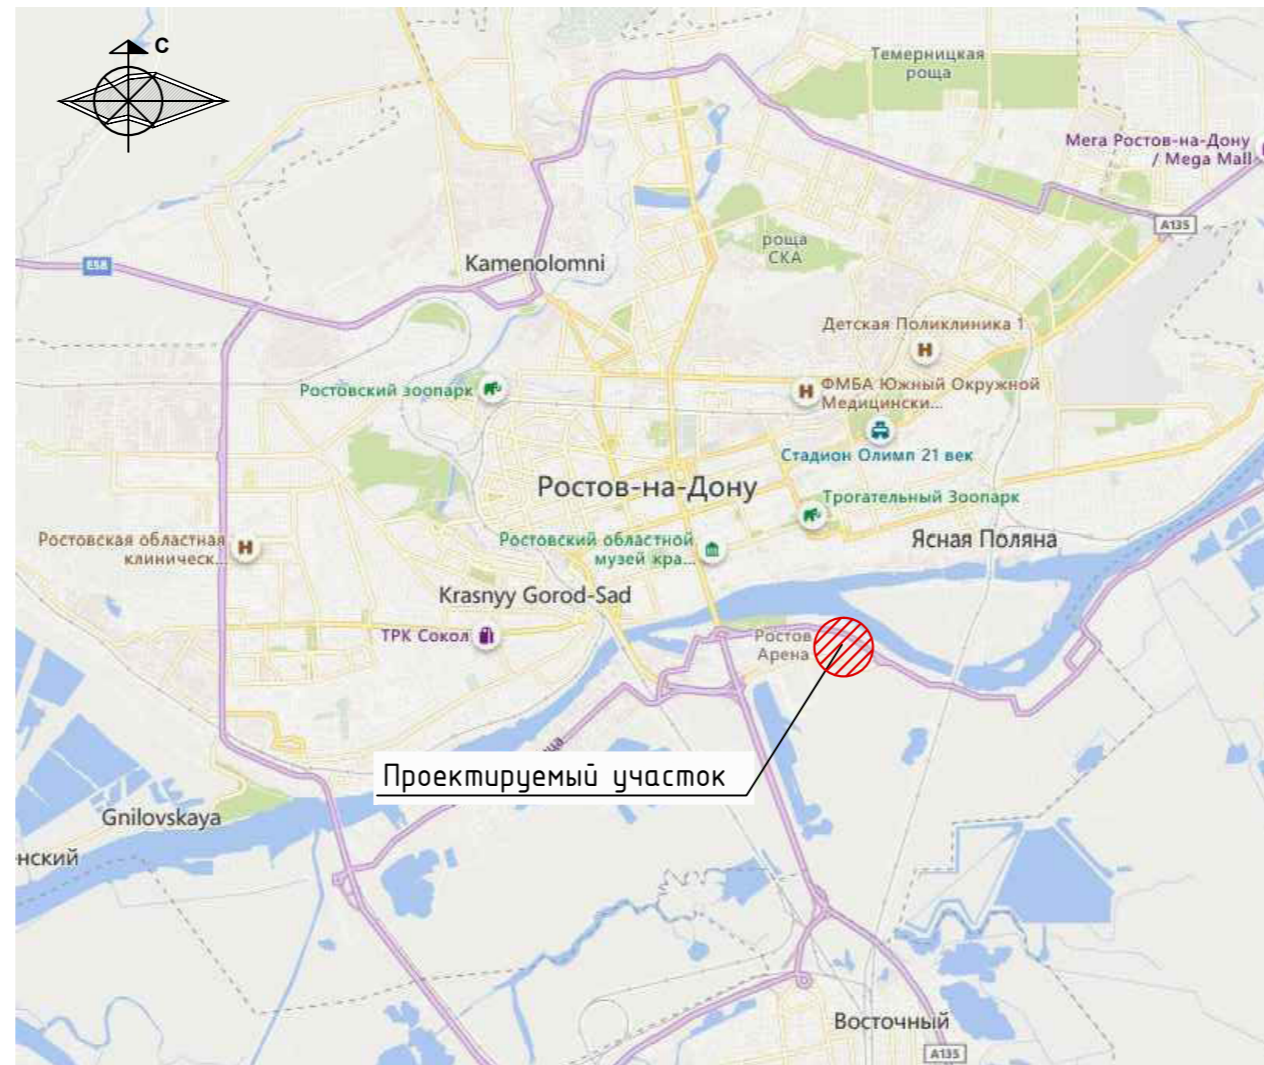 С
Темерницкая
роща
Мега Ростов-на-Дону
/ Mega Mall
A135
роща
СКА
Kamenolomni
E58
Детская Поликлиника 1
Ростовский зоопарк
ФМБА Южный Окружной
Медицински...
Стадион Олимп 21 век
Ростов-на-Дону
Трогательный Зоопарк
Ростовская областная
клиническ...
Ростовский областной
музей кра...
Ясная Поляна
Krasnyy Gorod-Sad
ТРК Сокол
Ростов
Арена
Проектируемый участок
Gnilovskaya
нский
Восточный
A135